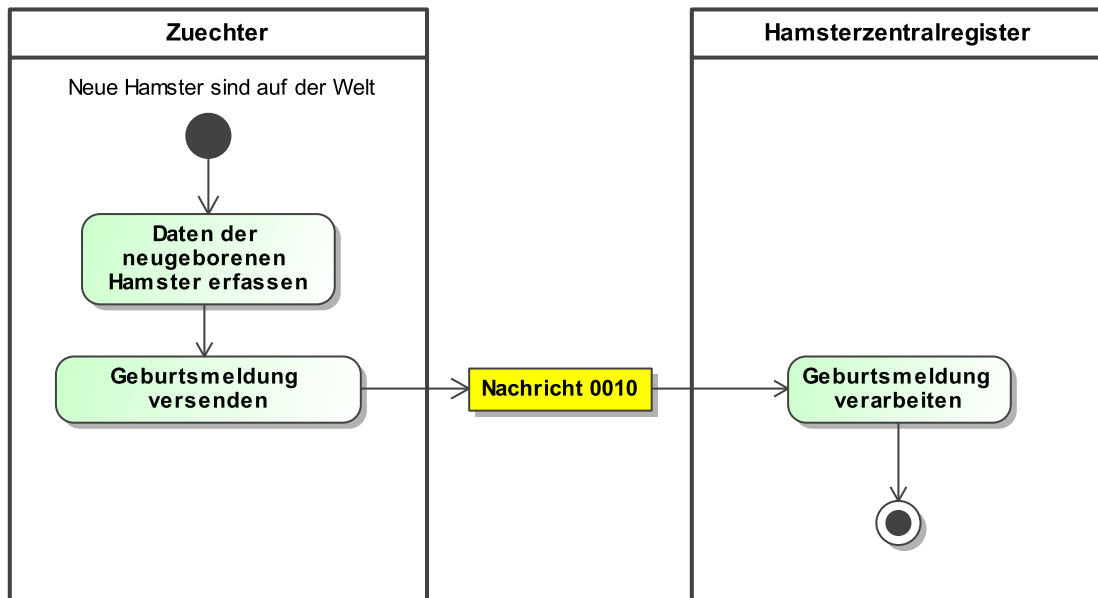 Zuechter
Hamsterzentralregister
Neue Hamster sind auf der Welt
Daten der
neugeborenen
Hamster erfassen
Geburtsmeldung
versenden
Nachricht 0010
Geburtsmeldung
verarbeiten